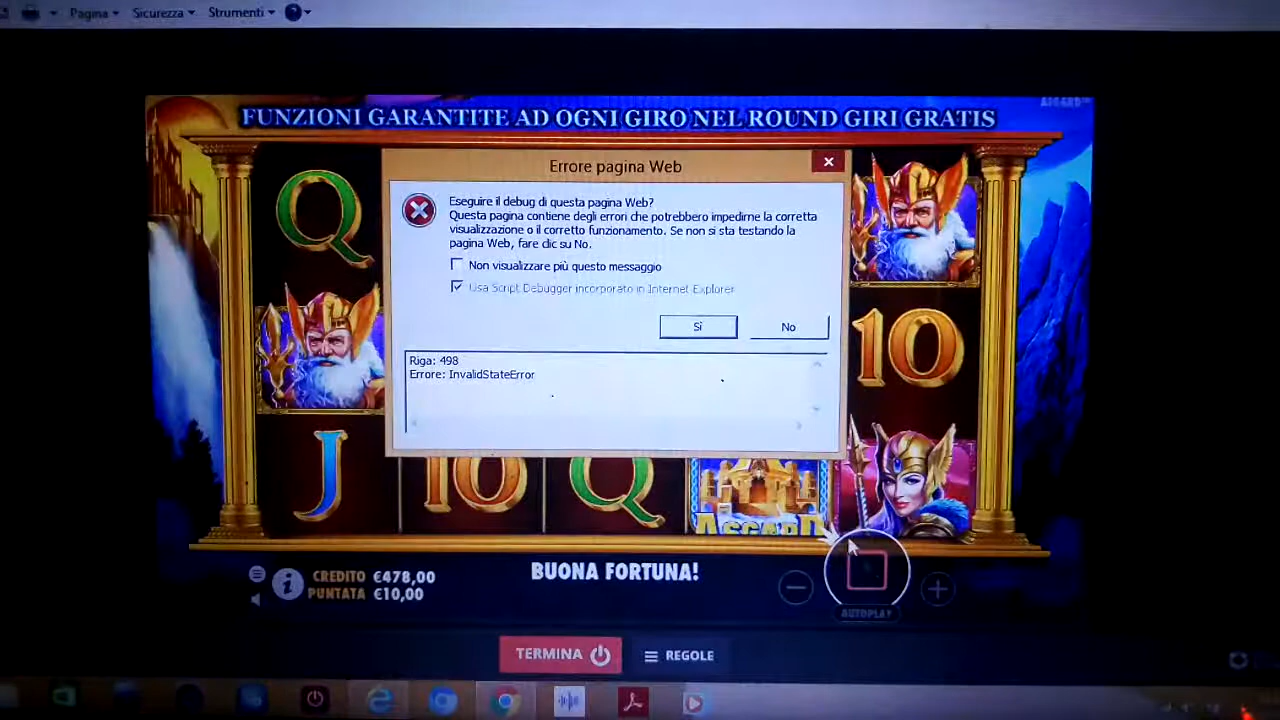 Pagina
Sicurezza
Strumenti
?
ASGARD
FUNZIONI GARANTITE AD OGNI GIRO NEL ROUND GIRI GRATIS
Errore pagina Web
Eseguire il debug di questa pagina Web?
Questa pagina contiene degli errori che potrebbero impedirne la corretta
visualizzazione o il corretto funzionamento. Se non si sta testando la
pagina Web, fare clic su No.
Non visualizzare più questo messaggio
Usa Script Debugger incorporato in Internet Explorer
Sì
No
Riga: 498
Errore: InvalidStateError
Q
10
J
10
Q
ASGARD
BUONA FORTUNA!
CREDITO €478,00
PUNTATA €10,00
AUTOPLAY
TERMINA
REGOLE